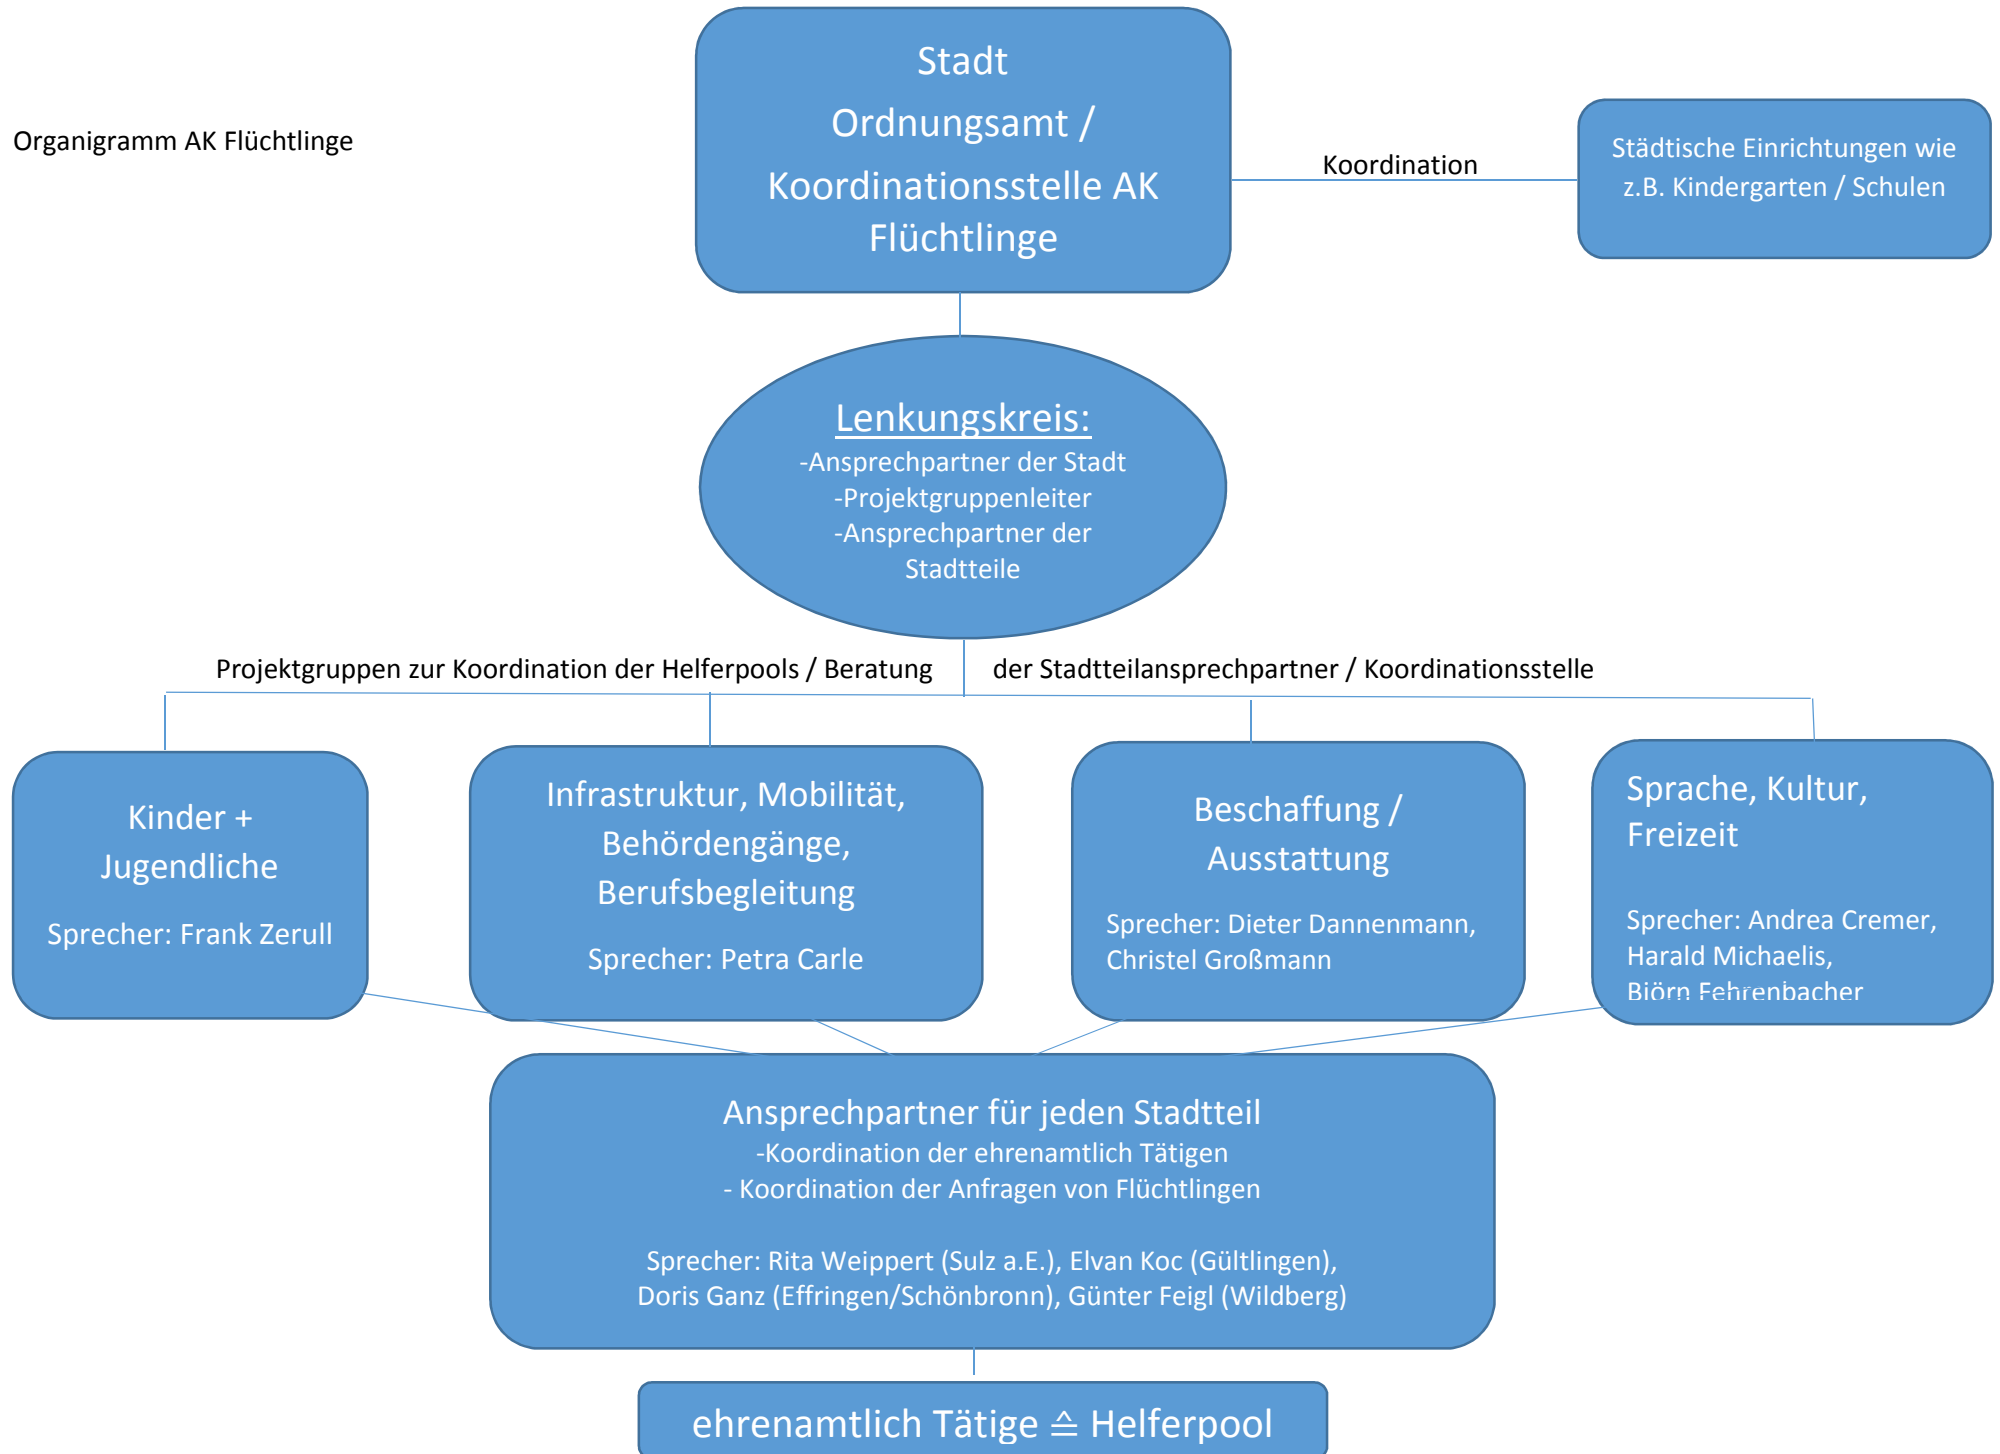 Organigramm AK Flüchtlinge
Stadt
Ordnungsamt /
Koordinationsstelle AK
Flüchtlinge
Koordination
Städtische Einrichtungen wie
z.B. Kindergarten / Schulen
Lenkungskreis:
-Ansprechpartner der Stadt
-Projektgruppenleiter
-Ansprechpartner der
Stadtteile
Projektgruppen zur Koordination der Helferpools / Beratung der Stadtteilansprechpartner / Koordinationsstelle
Kinder +
Jugendliche
Sprecher: Frank Zerull
Infrastruktur, Mobilität,
Behördengänge,
Berufsbegleitung
Sprecher: Petra Carle
Beschaffung /
Ausstattung
Sprecher: Dieter Dannenmann,
Christel Großmann
Sprache, Kultur,
Freizeit
Sprecher: Andrea Cremer,
Harald Michaelis,
Björn Fehrenbacher
Ansprechpartner für jeden Stadtteil
-Koordination der ehrenamtlich Tätigen
- Koordination der Anfragen von Flüchtlingen
Sprecher: Rita Weippert (Sulz a.E.), Elvan Koc (Gültlingen),
Doris Ganz (Effringen/Schönbronn), Günter Feigl (Wildberg)
ehrenamtlich Tätige ≙ Helferpool